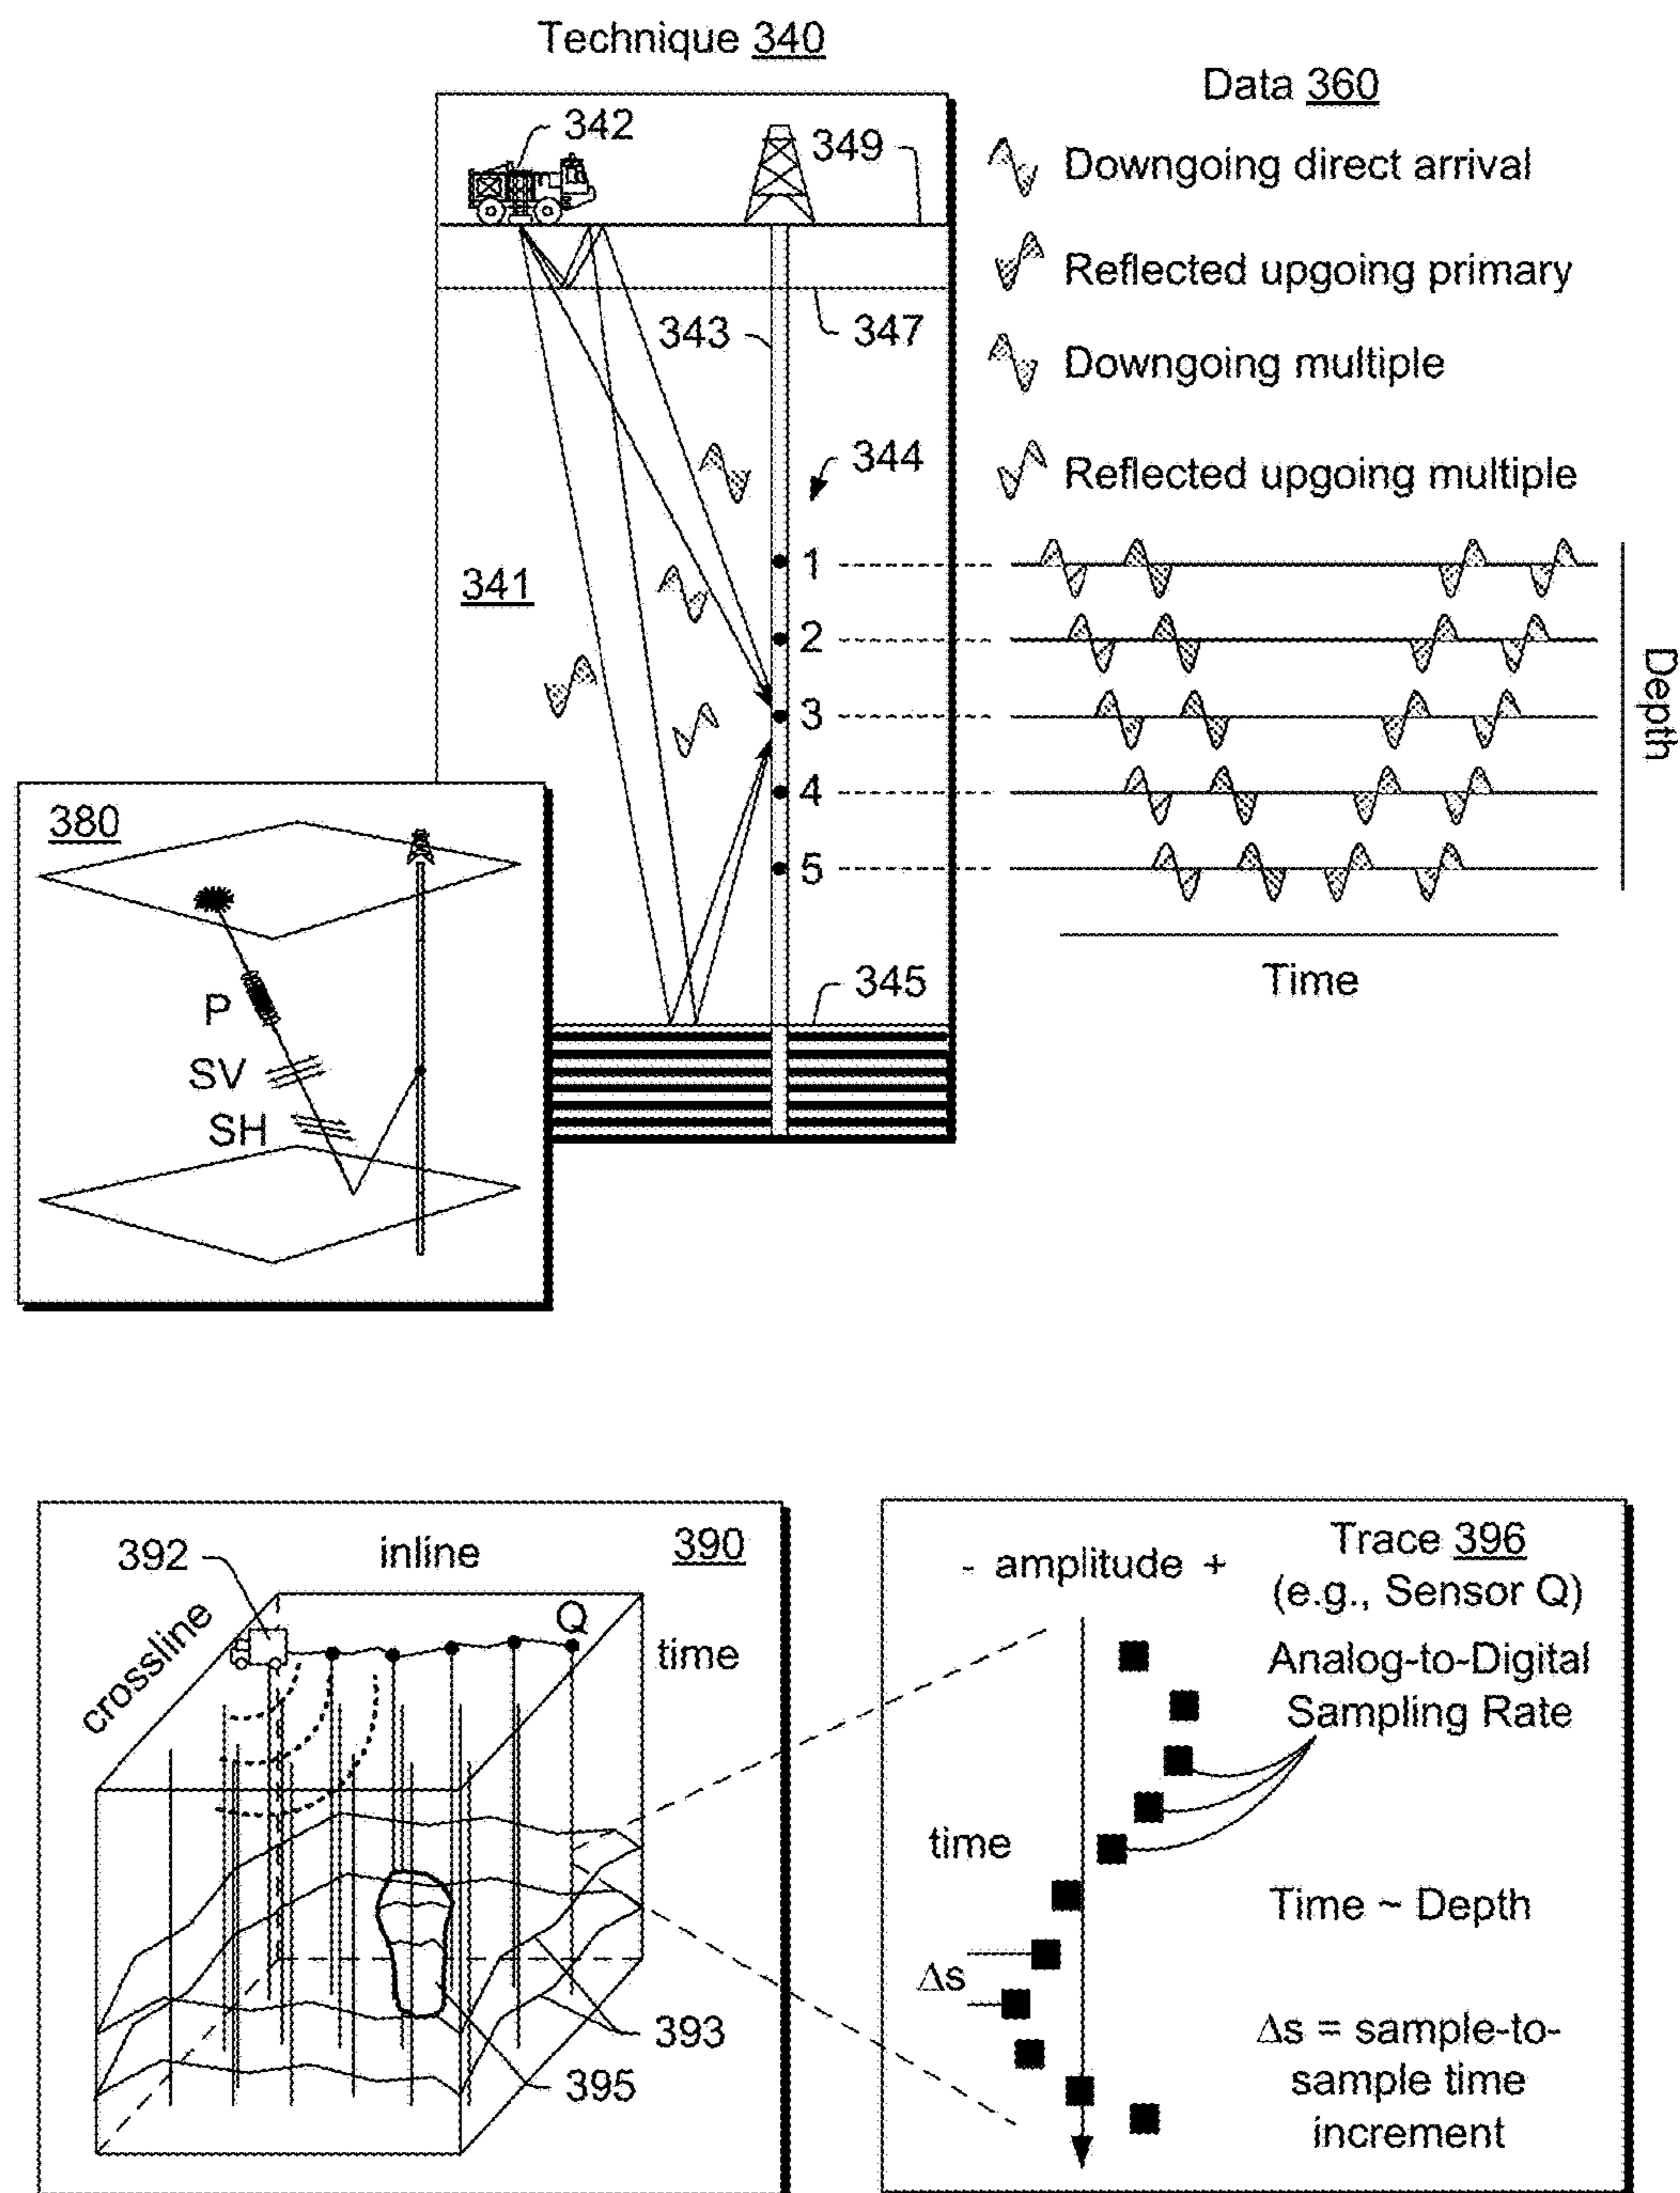 Technique 340
Data 360
342
349
Downgoing direct arrival
Reflected upgoing primary
343
347
Downgoing multiple
344
Reflected upgoing multiple
341
1
2
3
4
5
Depth
Time
345
380
P
SV
SH
390
392
inline
crossline
Q
time
393
395
Trace 396
(e.g., Sensor Q)
- amplitude +
Analog-to-Digital
Sampling Rate
time
Time ~ Depth
Δs
Δs = sample-to-
sample time
increment